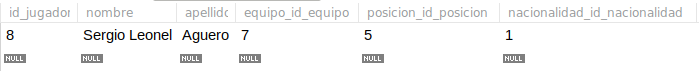 id_jugador nombre apellido equipo_id_equipo posicion_id_posicion nacionalidad_id_nacionalidad
8 Sergio Leonel Aguero 7 5 1
NULL NULL NULL NULL NULL NULL